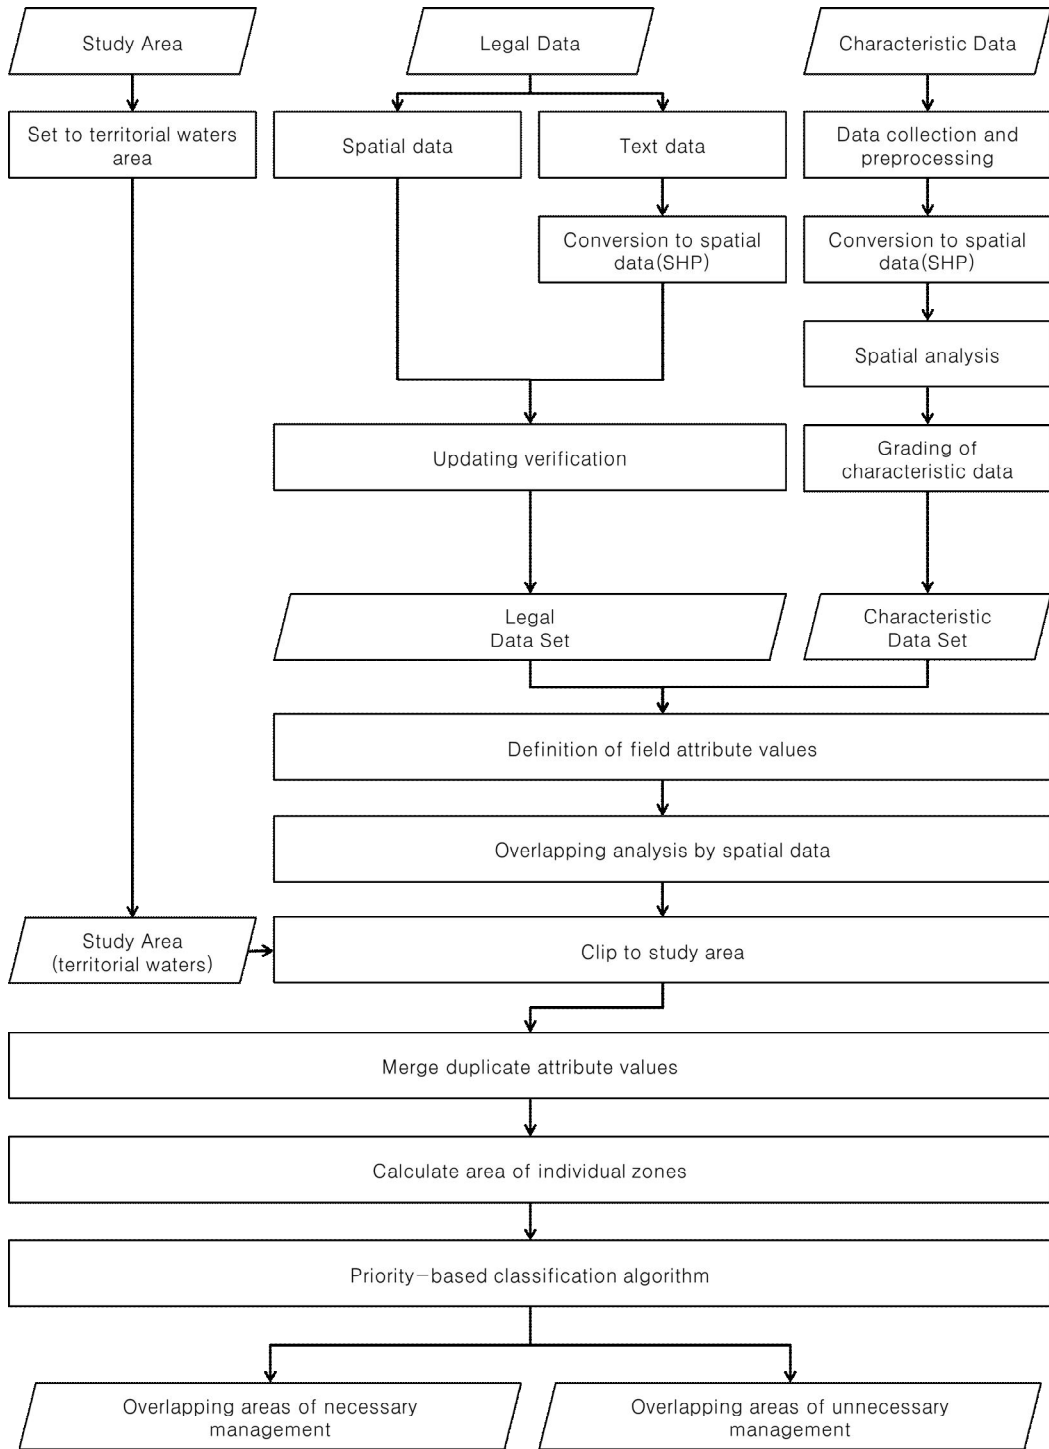 Study Area
Legal Data
Characteristic Data
Set to territorial waters
area
Spatial data
Text data
Data collection and
preprocessing
Conversion to spatial
data(SHP)
Conversion to spatial
data(SHP)
Spatial analysis
Updating verification
Grading of
characteristic data
Legal
Data Set
Characteristic
Data Set
Definition of field attribute values
Overlapping analysis by spatial data
Study Area
(territorial waters)
Clip to study area
Merge duplicate attribute values
Calculate area of individual zones
Priority-based classification algorithm
Overlapping areas of necessary
management
Overlapping areas of unnecessary
management